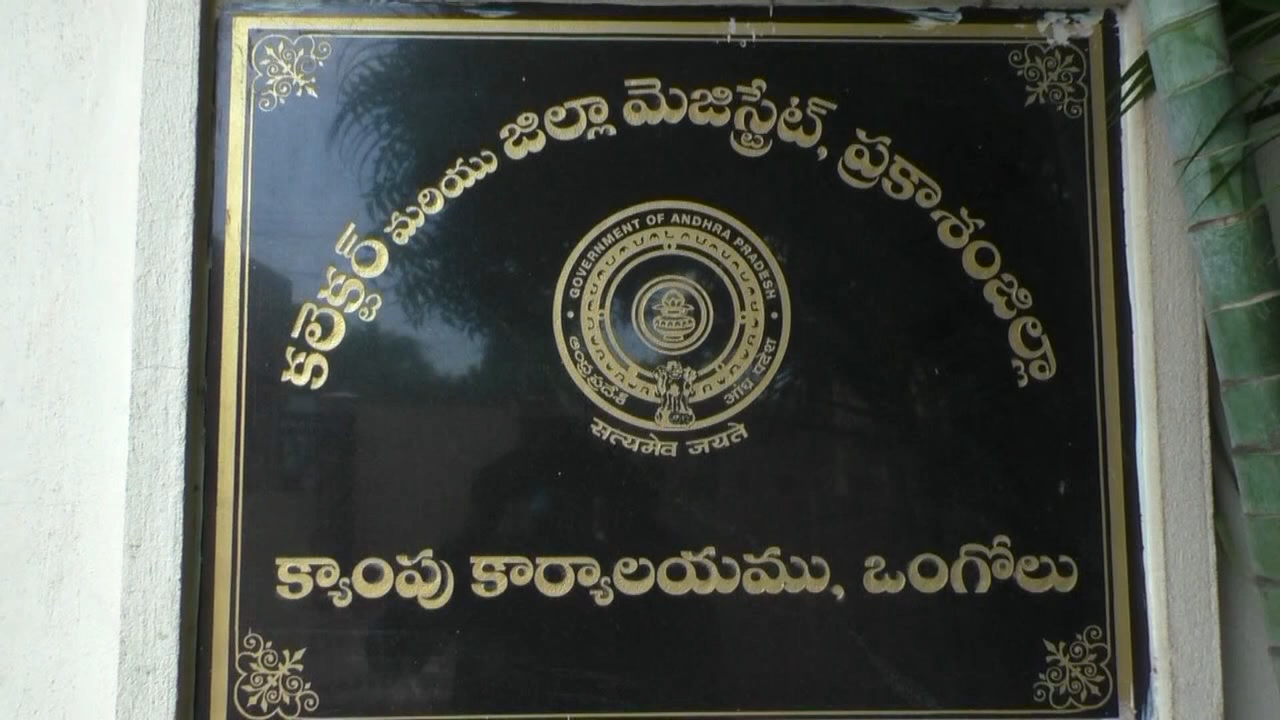 కలెక్టర్ మరియు జిల్లా మెజిస్ట్రేట్, ప్రకాశంజిల్లా
GOVERNMENT OF ANDHRA PRADESH
ఆంధ్రప్రదేశ్ आंध्र प्रदेश
सत्यमेव जयते
క్యాంపు కార్యాలయము, ఒంగోలు